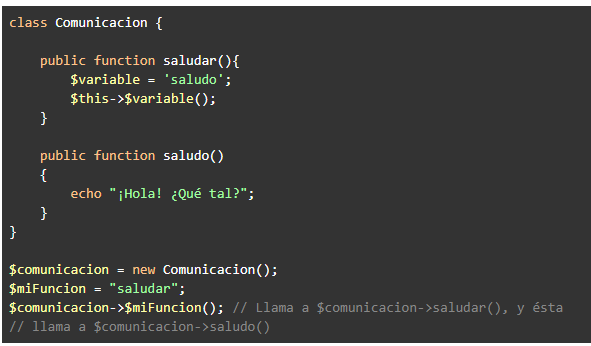 class Comunicacion {
public function saludar(){
$variable = 'saludo';
$this->$variable();
}
public function saludo()
{
echo "¡Hola! ¿Qué tal?";
}
}
$comunicacion = new Comunicacion();
$miFuncion = "saludar";
$comunicacion->$miFuncion(); // Llama a $comunicacion->saludar(), y ésta
// llama a $comunicacion->saludo()